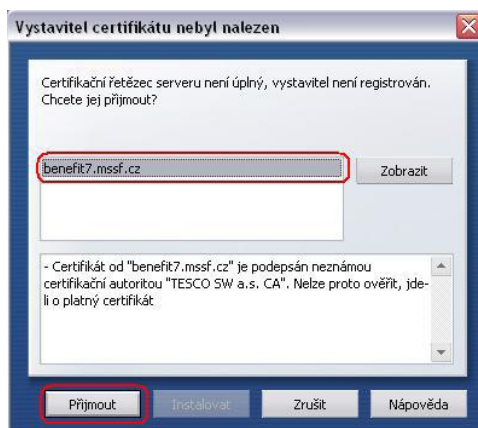 Vystavitel certifikátu nebyl nalezen
Certifikační řetězec serveru není úplný, vystavitel není registrován.
Chcete jej přijmout?
benefit7.mssf.cz
Zobrazit
- Certifikát od "benefit7.mssf.cz" je podepsán neznámou
certifikační autoritou "TESCO SW a.s. CA". Nelze proto ověřit, jde-
li o platný certifikát
Přijmout
Instalovat
Zrušit
Nápověda